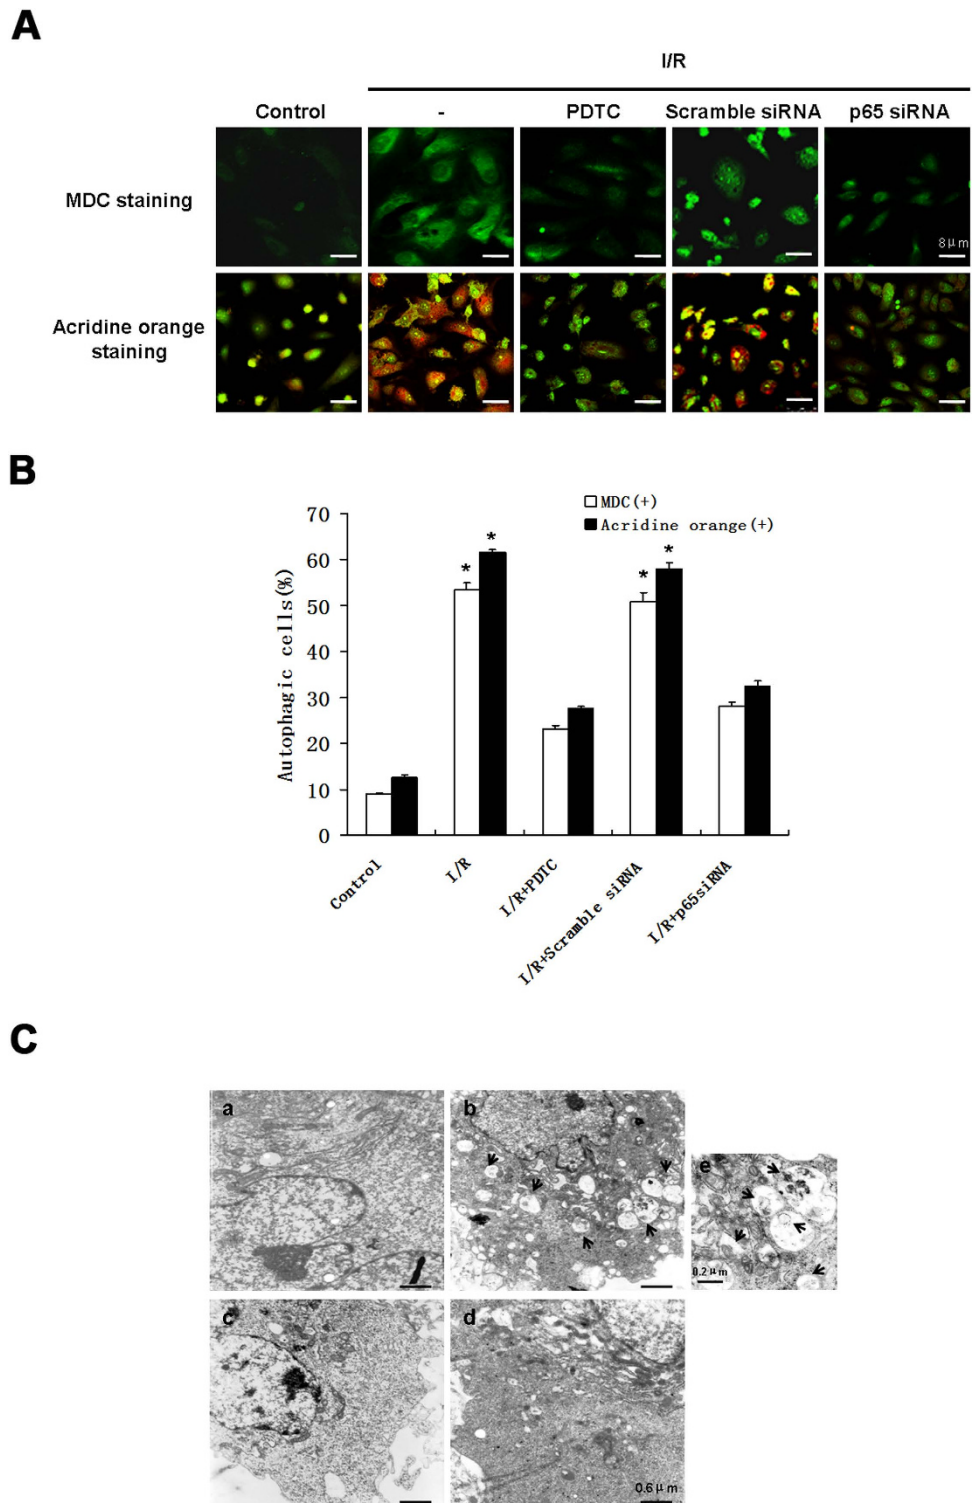 A
I/R
Control - PDTC Scramble siRNA p65 siRNA
MDC staining
8μm
Acridine orange
staining
B
MDC(+)
Acridine orange(+)
70
60
50
40
30
20
10
0
Autophagic cells(%)
* * * *
Control
I/R
I/R+PDTC
I/R+Scramble siRNA
I/R+p65siRNA
C
a
b
e
0.2μm
c
d
0.6μm